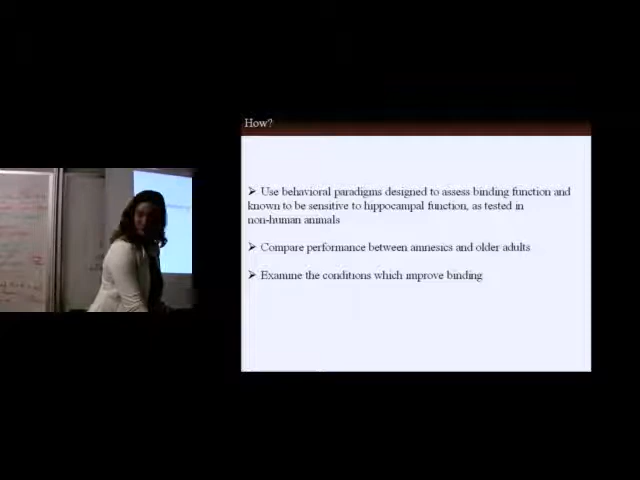 How?
➢ Use behavioral paradigms designed to assess binding function and
known to be sensitive to hippocampal function, as tested in
non-human animals
➢ Compare performance between amnesics and older adults
➢ Examine the conditions which improve binding